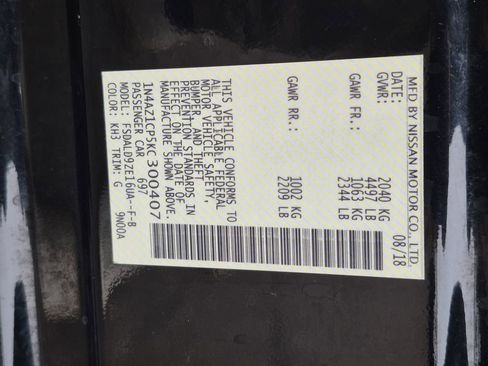 MFD BY NISSAN MOTOR CO., LTD.
DATE: 08/18
GVWR: 2040 KG
4497 LB
GAWR FR.: 1063 KG
2344 LB
GAWR RR.: 1002 KG
2209 LB
THIS VEHICLE CONFORMS TO
ALL APPLICABLE FEDERAL
MOTOR VEHICLE SAFETY,
BUMPER, AND THEFT
PREVENTION STANDARDS IN
EFFECT ON THE DATE OF
MANUFACTURE SHOWN ABOVE.
1N4AZ1CP5KC300407
PASSENGER CAR 697
MODEL: FSDALD9ZE16UA--F-B
COLOR: KH3 TRIM: G 9N00A